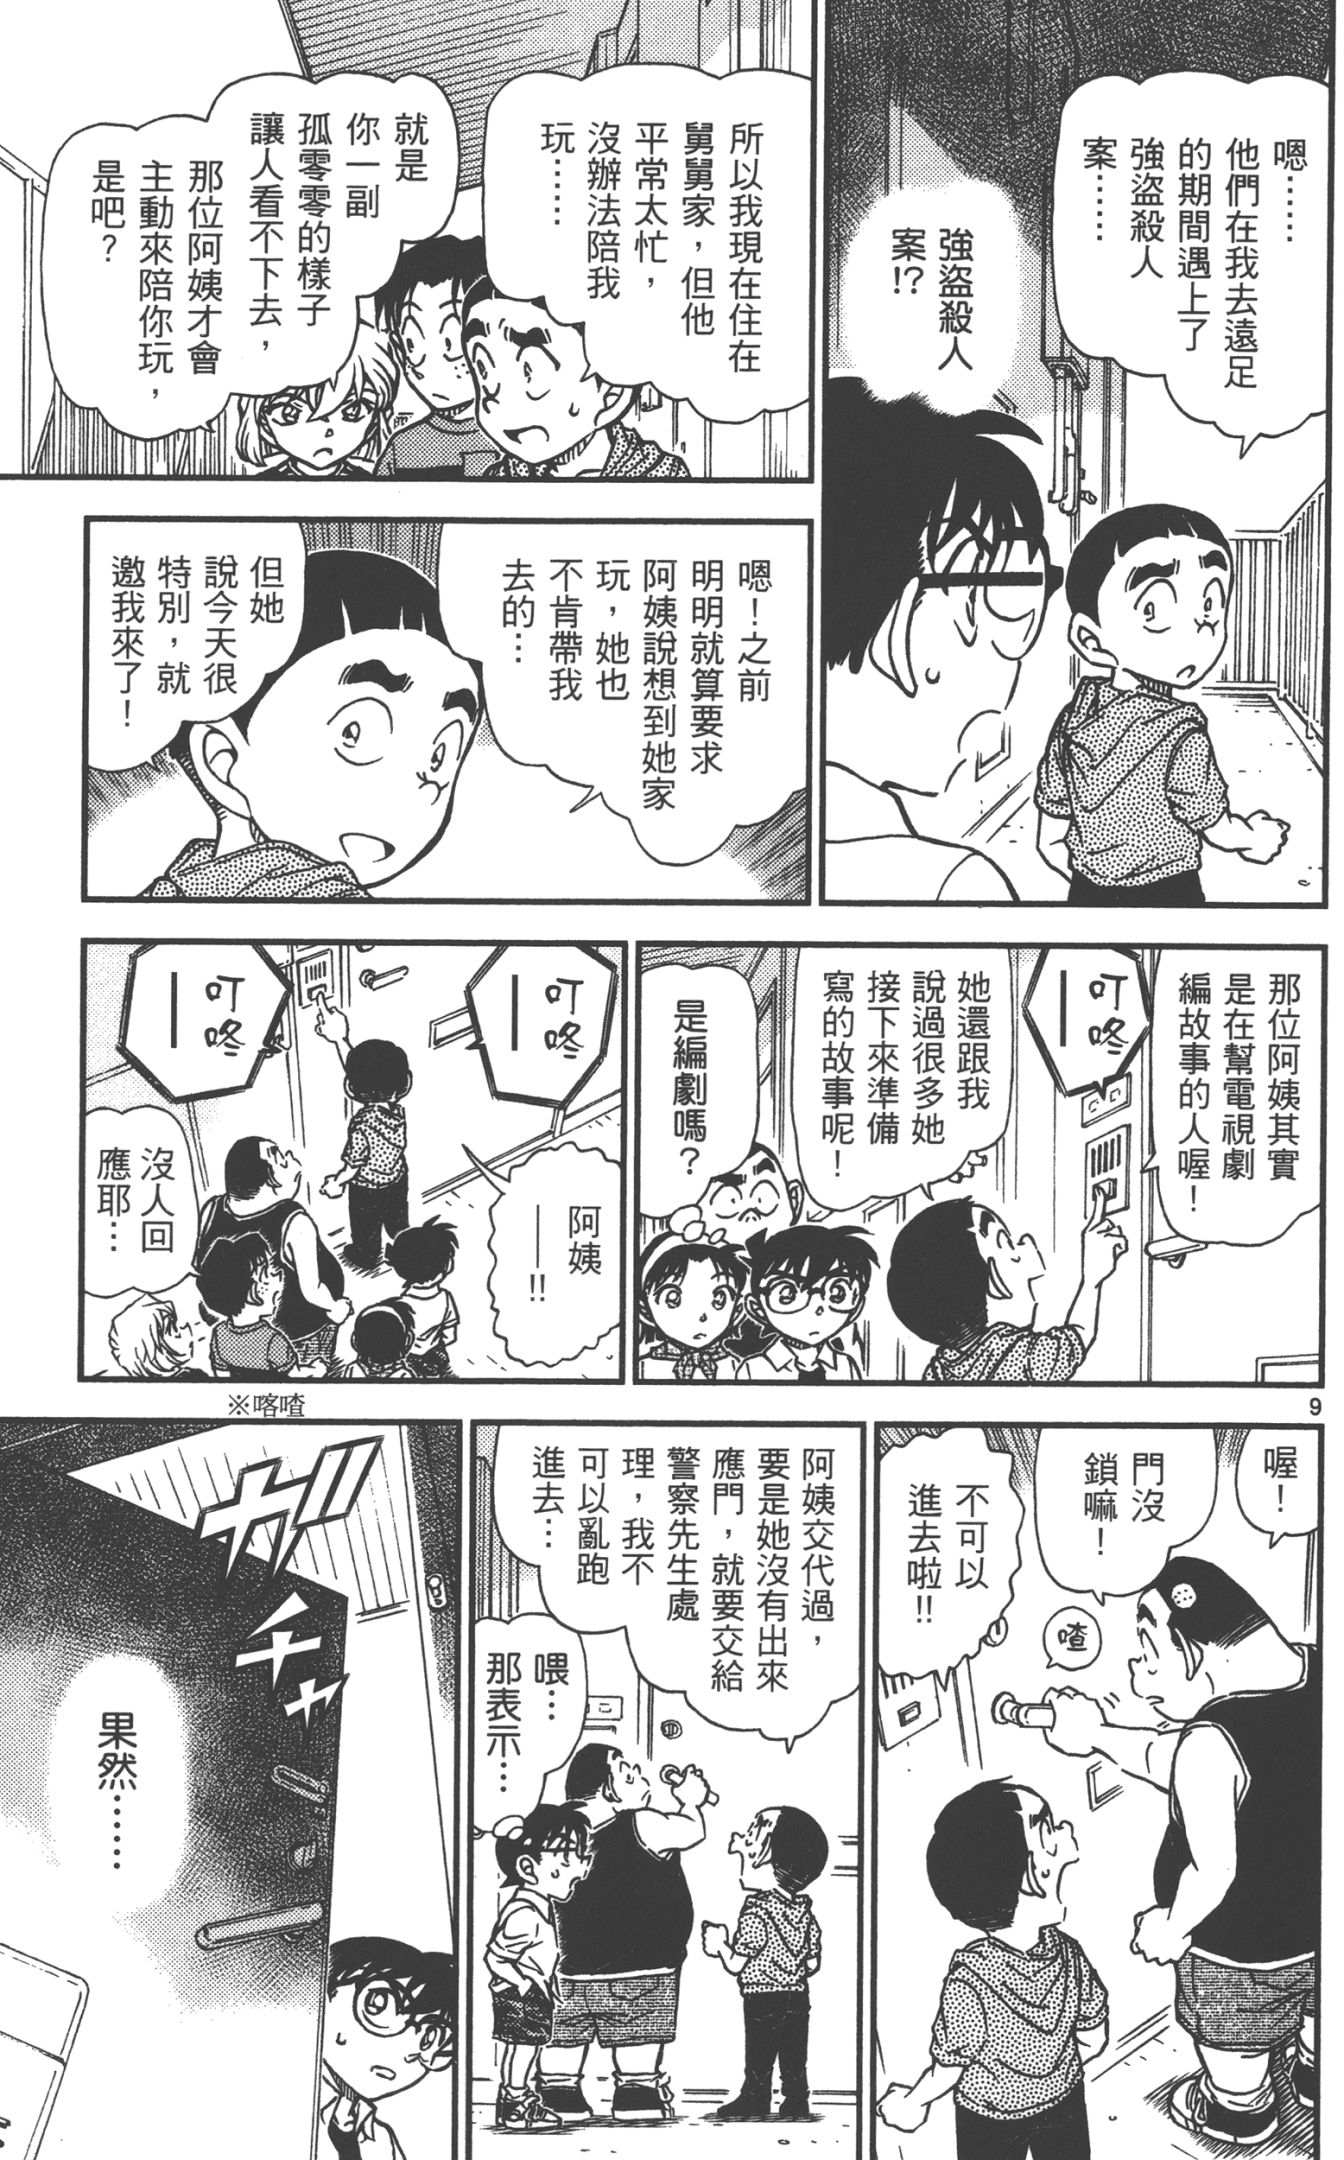 嗯……
他們在我去遠足
的期間遇上了
強盜殺人
案……
強盜殺人
案!?
所以我現在住在
舅舅家，但他
平常太忙，
沒辦法陪我
玩……
就是
你一副
孤零零的樣子
讓人看不下去，
那位阿姨才會
主動來陪你玩，
是吧？
嗯！之前
明明就算要求
阿姨說想到她家
玩，她也
不肯帶我
去的…
但她
說今天很
特別，就
邀我來了！
那位阿姨其實
是在幫電視劇
編故事的人喔！
叮咚
—
她還跟我
說過很多她
接下來準備
寫的故事呢！
是編劇嗎？
叮咚
—
叮咚
—
阿姨
—!!
沒人回
應耶…
9
喔！
門沒
鎖嘛！
喳
不可以
進去啦!!
阿姨交代過，
要是她沒有出來
應門，就要交給
警察先生處
理，我不
可以亂跑
進去…
喂…
那表示…
※喀喳
ガチャ
果然……